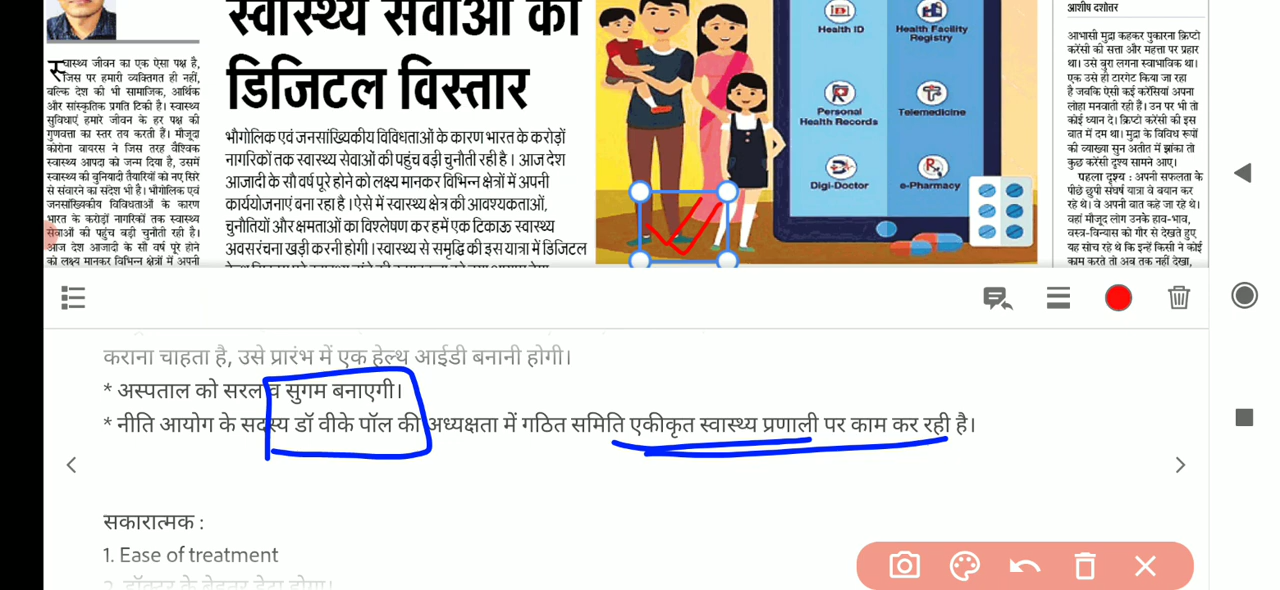 स्वास्थ्य सेवाओं का
डिजिटल विस्तार
स्वास्थ्य जीवन का एक ऐसा पक्ष है,
जिस पर हमारी व्यक्तिगत ही नहीं,
बल्कि देश की भी सामाजिक, आर्थिक
और सांस्कृतिक प्रगति टिकी है। स्वास्थ्य
सुविधाएं हमारे जीवन के हर पक्ष की
गुणवत्ता का स्तर तय करती हैं। मौजूदा
कोरोना वायरस ने जिस तरह वैश्विक
स्वास्थ्य आपदा को जन्म दिया है, उसमें
स्वास्थ्य की बुनियादी तैयारियों को नए सिरे
से संवारने का संदेश भी है। भौगोलिक एवं
जनसांख्यिकीय विविधताओं के कारण
भारत के करोड़ों नागरिकों तक स्वास्थ्य
सेवाओं की पहुंच बड़ी चुनौती रही है।
आज देश आजादी के सौ वर्ष पूरे होने
को लक्ष्य मानकर विभिन्न क्षेत्रों में अपनी
भौगोलिक एवं जनसांख्यिकीय विविधताओं के कारण भारत के करोड़ों
नागरिकों तक स्वास्थ्य सेवाओं की पहुंच बड़ी चुनौती रही है। आज देश
आजादी के सौ वर्ष पूरे होने को लक्ष्य मानकर विभिन्न क्षेत्रों में अपनी
कार्ययोजनाएं बना रहा है। ऐसे में स्वास्थ्य क्षेत्र की आवश्यकताओं,
चुनौतियों और क्षमताओं का विश्लेषण कर हमें एक टिकाऊ स्वास्थ्य
अवसंरचना खड़ी करनी होगी। स्वास्थ्य से समृद्धि की इस यात्रा में डिजिटल
Health ID
Health Facility
Registry
Personal
Health Records
Telemedicine
Digi-Doctor
e-Pharmacy
आशीष दशोत्तर
आभासी मुद्रा कहकर पुकारना क्रिप्टो
करेंसी की सत्ता और महत्ता पर प्रहार
था। उसे बुरा लगना स्वाभाविक था।
एक उसे ही टारगेट किया जा रहा
है जबकि ऐसी कई करेंसियां अपना
लोहा मनवाती रही हैं। उन पर भी तो
कोई ध्यान दे। क्रिप्टो करेंसी की इस
बात में दम था। मुद्रा के विविध रूपों
की व्याख्या सुन अतीत में झांका तो
कुछ करेंसी दृश्य सामने आए।
पहला दृश्य : अपनी सफलता के
पीछे छुपी संघर्ष यात्रा वे बयान कर
रहे थे। वे अपनी बात कहे जा रहे थे।
वहां मौजूद लोग उनके हाव-भाव,
वस्त्र-विन्यास को गौर से देखते हुए
यह सोच रहे थे कि इन्हें किसी ने कोई
काम करते तो अब तक नहीं देखा,
कराना चाहता है, उसे प्रारंभ में एक हेल्थ आईडी बनानी होगी।
* अस्पताल को सरल व सुगम बनाएगी।
* नीति आयोग के सदस्य डॉ वीके पॉल की अध्यक्षता में गठित समिति एकीकृत स्वास्थ्य प्रणाली पर काम कर रही है।
सकारात्मक :
1. Ease of treatment
2. डॉक्टर के बेहतर डेटा होगा।